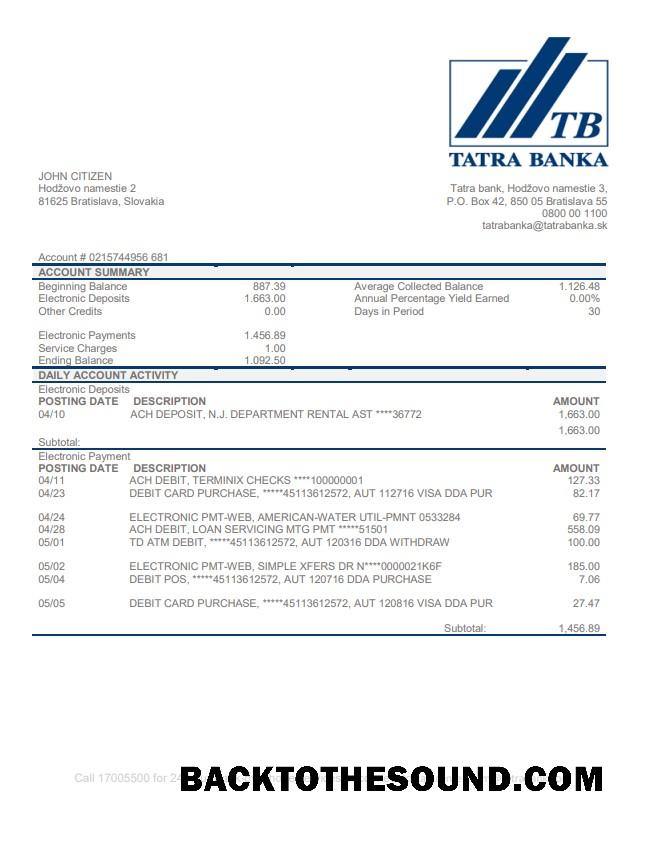 TB
TATRA BANKA
JOHN CITIZEN
Hodžovo namestie 2
81625 Bratislava, Slovakia
Tatra bank, Hodžovo namestie 3,
P.O. Box 42, 850 05 Bratislava 55
0800 00 1100
tatrabanka@tatrabanka.sk
Account # 0215744956 681
ACCOUNT SUMMARY
Beginning Balance 887.39 Average Collected Balance 1.126.48
Electronic Deposits 1.663.00 Annual Percentage Yield Earned 0.00%
Other Credits 0.00 Days in Period 30
Electronic Payments 1.456.89
Service Charges 1.00
Ending Balance 1.092.50
DAILY ACCOUNT ACTIVITY
Electronic Deposits
POSTING DATE DESCRIPTION AMOUNT
04/10 ACH DEPOSIT, N.J. DEPARTMENT RENTAL AST ****36772 1,663.00
1,663.00
Subtotal:
Electronic Payment
POSTING DATE DESCRIPTION AMOUNT
04/11 ACH DEBIT, TERMINIX CHECKS ****100000001 127.33
04/23 DEBIT CARD PURCHASE, *****45113612572, AUT 112716 VISA DDA PUR 82.17
04/24 ELECTRONIC PMT-WEB, AMERICAN-WATER UTIL-PMNT 0533284 69.77
04/28 ACH DEBIT, LOAN SERVICING MTG PMT *****51501 558.09
05/01 TD ATM DEBIT, *****45113612572, AUT 120316 DDA WITHDRAW 100.00
05/02 ELECTRONIC PMT-WEB, SIMPLE XFERS DR N****0000021K6F 185.00
05/04 DEBIT POS, *****45113612572, AUT 120716 DDA PURCHASE 7.06
05/05 DEBIT CARD PURCHASE, *****45113612572, AUT 120816 VISA DDA PUR 27.47
Subtotal: 1,456.89
Call 17005500 for 24
BACKTOTHESOUND.COM